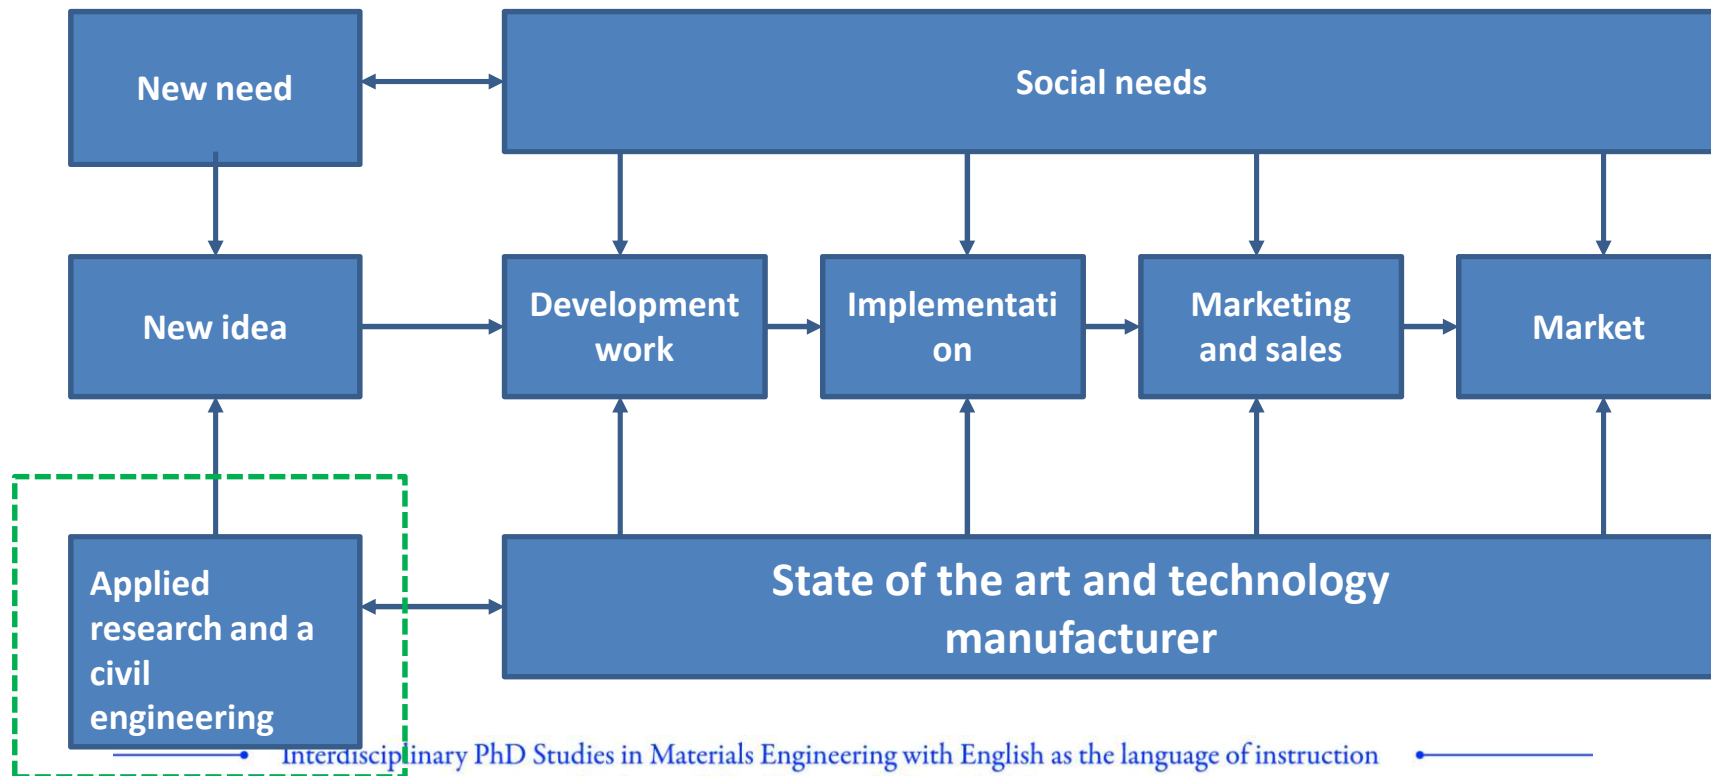 New need
Social needs
New idea
Development
work
Implementati
on
Marketing
and sales
Market
Applied
research and a
civil
engineering
State of the art and technology
manufacturer
Interdisciplinary PhD Studies in Materials Engineering with English as the language of instruction